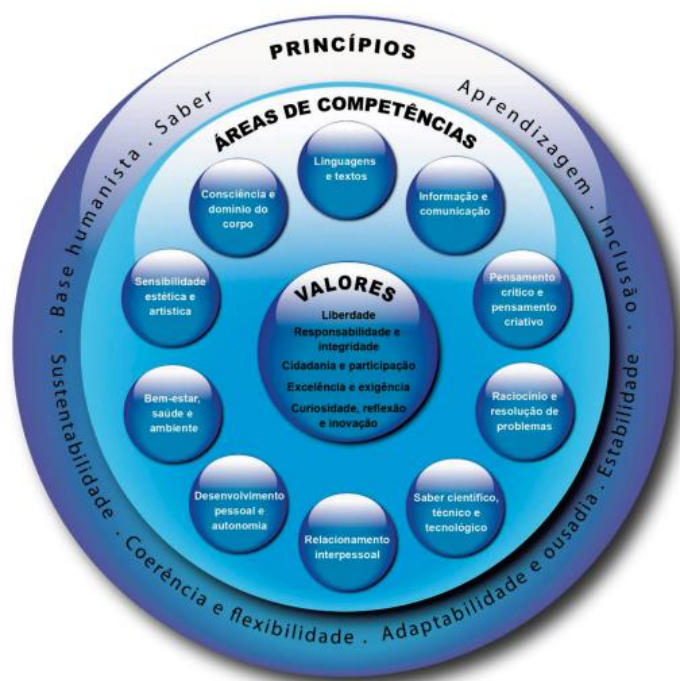 PRINCÍPIOS
Base humanista . Saber
Aprendizagem . Inclusão .
Estabilidade
Adaptabilidade e ousadia .
Coerência e flexibilidade .
Sustentabilidade .
ÁREAS DE COMPETÊNCIAS
Linguagens
e textos
Informação e
comunicação
Pensamento
crítico e
pensamento
criativo
Raciocínio e
resolução de
problemas
Saber científico,
técnico e
tecnológico
Relacionamento
interpessoal
Desenvolvimento
pessoal e
autonomia
Bem-estar,
saúde e
ambiente
Sensibilidade
estética e
artística
Consciência e
domínio do
corpo
VALORES
Liberdade
Responsabilidade e
integridade
Cidadania e participação
Excelência e exigência
Curiosidade, reflexão
e inovação